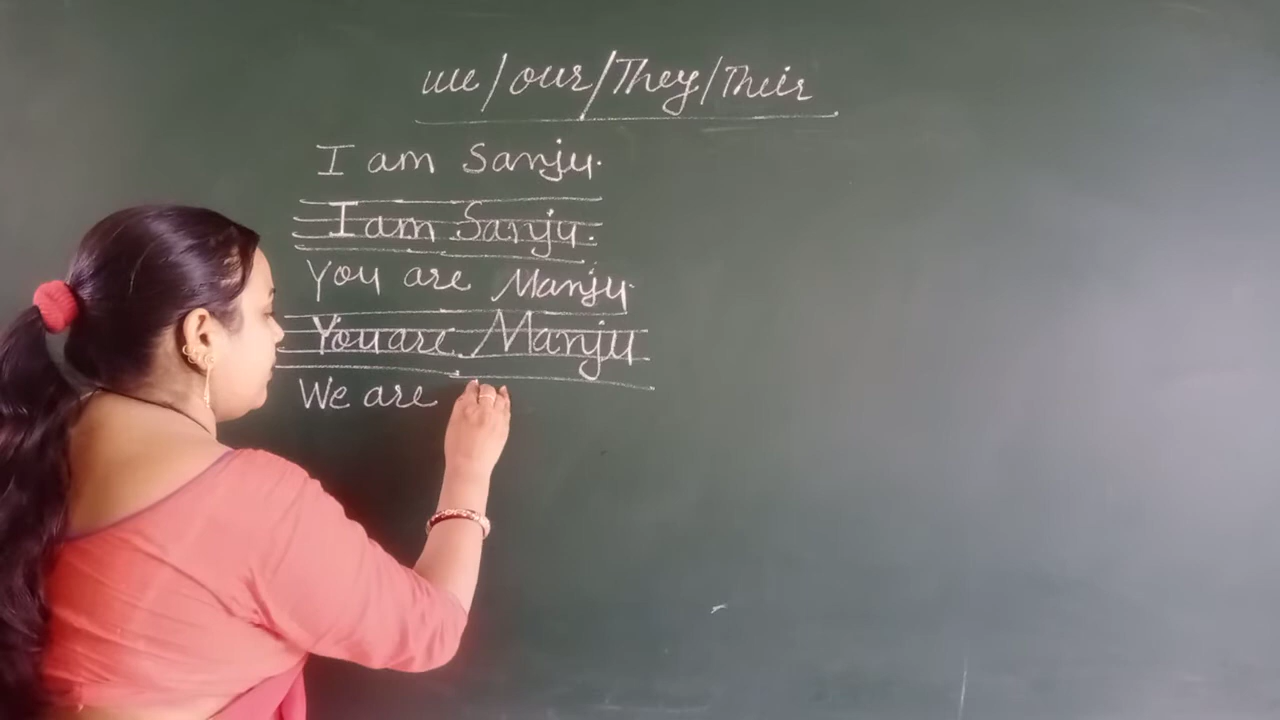 we/our/They/Their
I am Sanju.
I am Sanju.
You are Manju.
You are Manju
We are